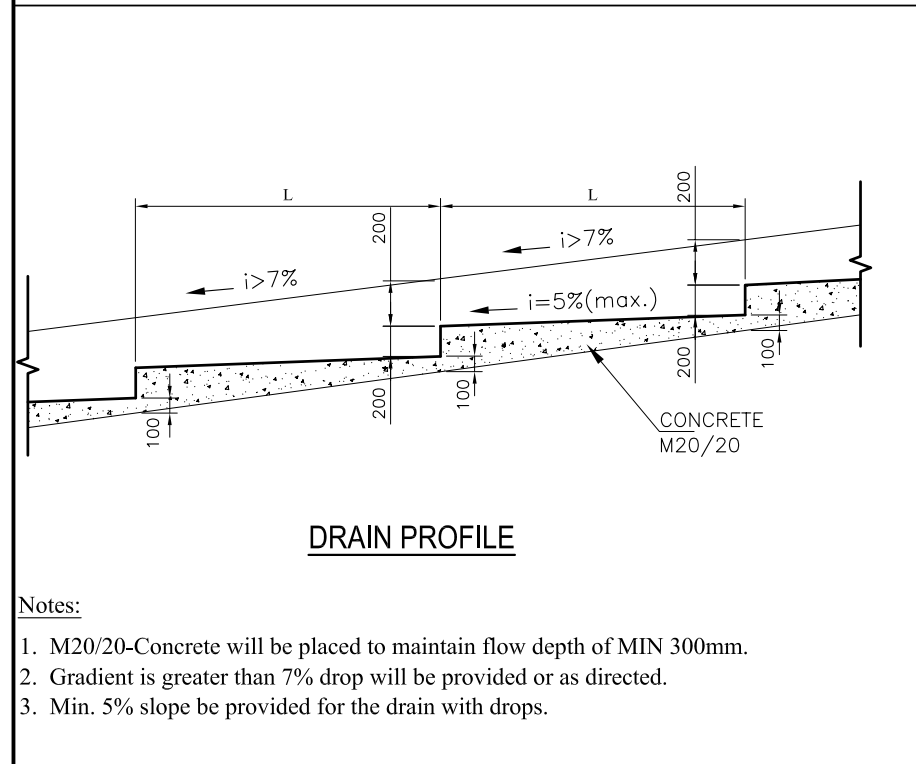 L
L
200
200
i>7%
i>7%
i=5%(max.)
200
100
200
100
100
CONCRETE
M20/20
DRAIN PROFILE
Notes:
1. M20/20-Concrete will be placed to maintain flow depth of MIN 300mm.
2. Gradient is greater than 7% drop will be provided or as directed.
3. Min. 5% slope be provided for the drain with drops.